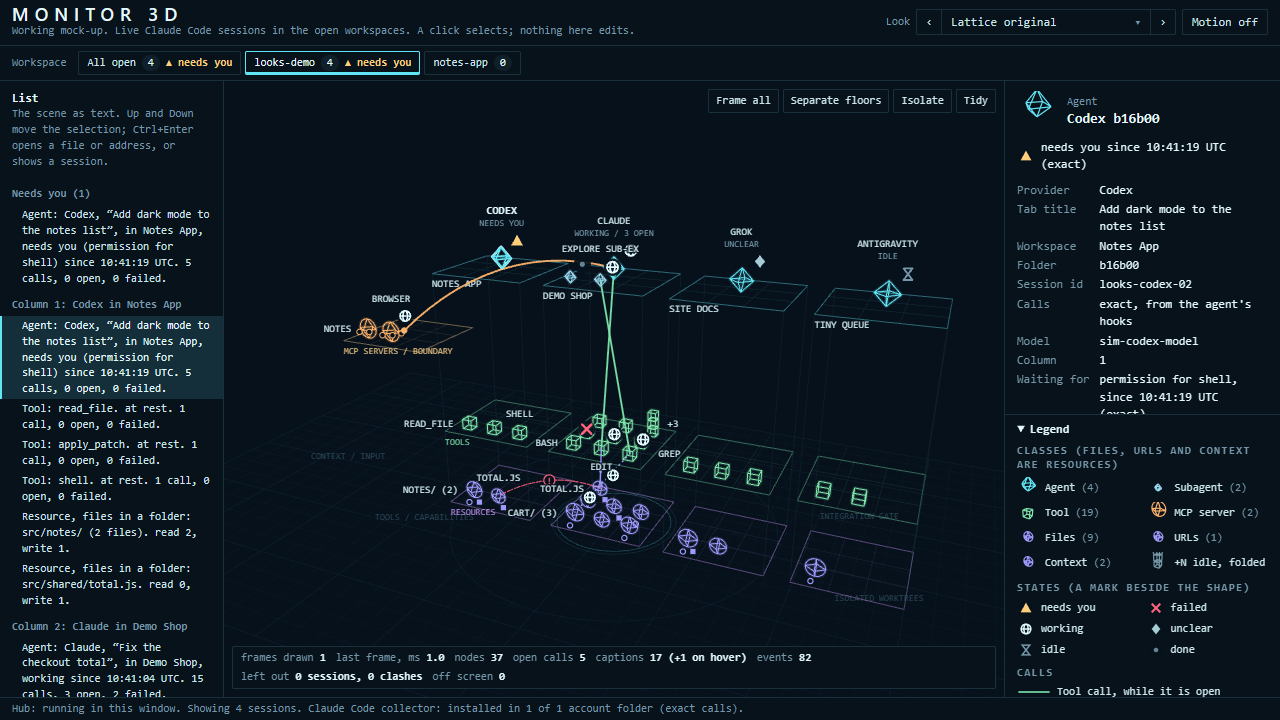 MONITOR 3D
Working mock-up. Live Claude Code sessions in the open workspaces. A click selects; nothing here edits.
Look ‹ Lattice original ▾ › Motion off
Workspace All open 4 ▲ needs you looks-demo 4 ▲ needs you notes-app 0
List
The scene as text. Up and Down
move the selection; Ctrl+Enter
opens a file or address, or
shows a session.
Needs you (1)
Agent: Codex, “Add dark mode to
the notes list”, in Notes App,
needs you (permission for
shell) since 10:41:19 UTC. 5
calls, 0 open, 0 failed.
Column 1: Codex in Notes App
Agent: Codex, “Add dark mode to
the notes list”, in Notes App,
needs you (permission for
shell) since 10:41:19 UTC. 5
calls, 0 open, 0 failed.
Tool: read_file. at rest. 1
call, 0 open, 0 failed.
Tool: apply_patch. at rest. 1
call, 0 open, 0 failed.
Tool: shell. at rest. 1 call, 0
open, 0 failed.
Resource, files in a folder:
src/notes/ (2 files). read 2,
write 1.
Resource, files in a folder:
src/shared/total.js. read 0,
write 1.
Column 2: Claude in Demo Shop
Agent: Claude, “Fix the
checkout total”, in Demo Shop,
working since 10:41:04 UTC. 15
calls, 3 open, 2 failed.
Frame all Separate floors Isolate Tidy
CODEX
NEEDS YOU
CLAUDE
WORKING / 3 OPEN
EXPLORE SUB-EX
GROK
UNCLEAR
ANTIGRAVITY
IDLE
NOTES APP
DEMO SHOP
SITE DOCS
TINY QUEUE
BROWSER
NOTES
MCP SERVERS / BOUNDARY
SHELL
READ_FILE
TOOLS
BASH
+3
GREP
CONTEXT / INPUT
EDIT
TOTAL.JS
NOTES/ (2)
TOTAL.JS
RESOURCES
CART/ (3)
TOOLS / CAPABILITIES
INTEGRATION GATE
ISOLATED WORKTREES
frames drawn 1 last frame, ms 1.0 nodes 37 open calls 5 captions 17 (+1 on hover) events 82
left out 0 sessions, 0 clashes off screen 0
Agent
Codex b16b00
needs you since 10:41:19 UTC
(exact)
Provider Codex
Tab title Add dark mode to the
notes list
Workspace Notes App
Folder b16b00
Session id looks-codex-02
Calls exact, from the agent's
hooks
Model sim-codex-model
Column 1
Waiting for permission for shell,
since 10:41:19 UTC
(exact)
▼ Legend
CLASSES (FILES, URLS AND CONTEXT
ARE RESOURCES)
Agent (4) Subagent (2)
Tool (19) MCP server (2)
Files (9) URLs (1)
Context (2) +N idle, folded
STATES (A MARK BESIDE THE SHAPE)
needs you failed
working unclear
idle done
CALLS
Tool call, while it is open
Hub: running in this window. Showing 4 sessions. Claude Code collector: installed in 1 of 1 account folder (exact calls).